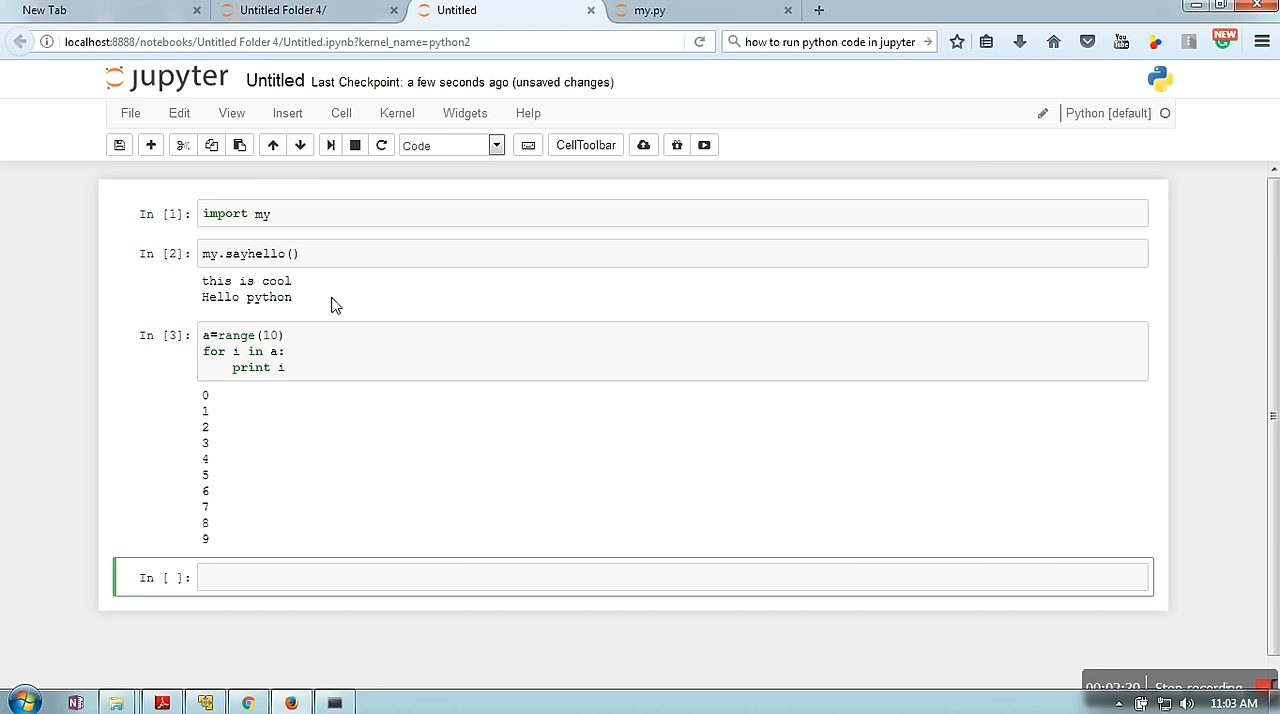 New Tab
Untitled Folder 4/
Untitled
my.py
localhost:8888/notebooks/Untitled Folder 4/Untitled.ipynb?kernel_name=python2
how to run python code in jupyter
You
NEW
jupyter Untitled Last Checkpoint: a few seconds ago (unsaved changes)
File Edit View Insert Cell Kernel Widgets Help
Python [default]
Code
CellToolbar
In [1]: import my
In [2]: my.sayhello()
this is cool
Hello python
In [3]: a=range(10)
for i in a:
print i
0
1
2
3
4
5
6
7
8
9
In [ ]:
00:02:39 Stop recording
11:03 AM